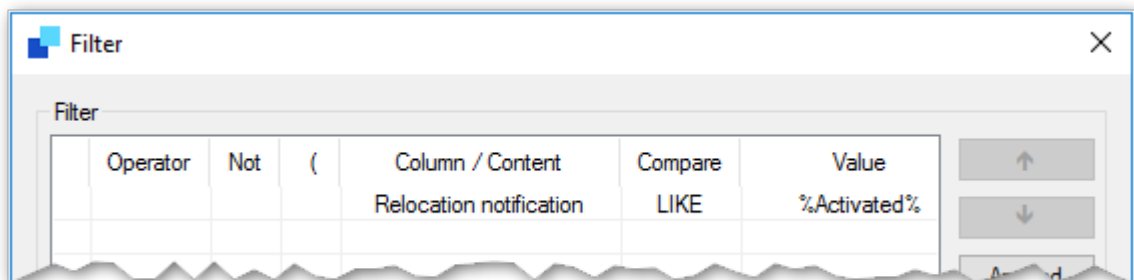 Filter
Filter
Operator Not ( Column / Content Compare Value
Relocation notification LIKE %Activated%